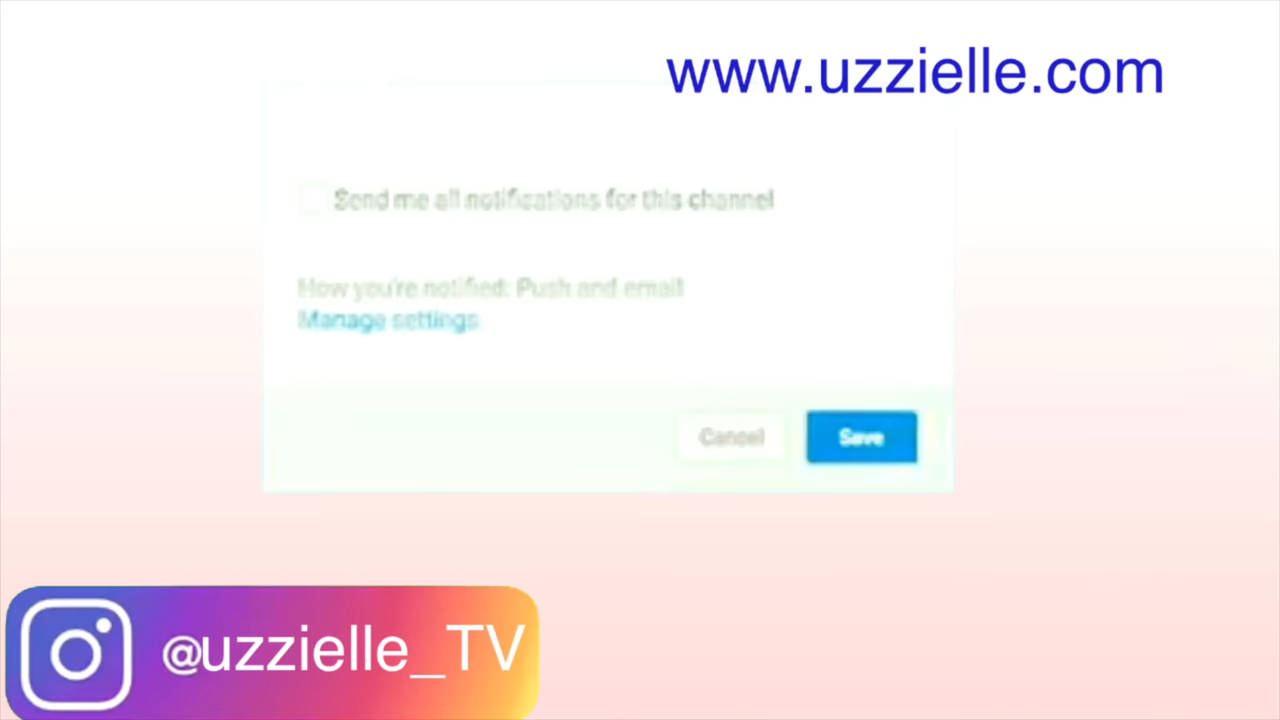 www.uzzielle.com
Send me all notifications for this channel
How you're notified: Push and email
Manage settings
Cancel
Save
@uzzielle_TV